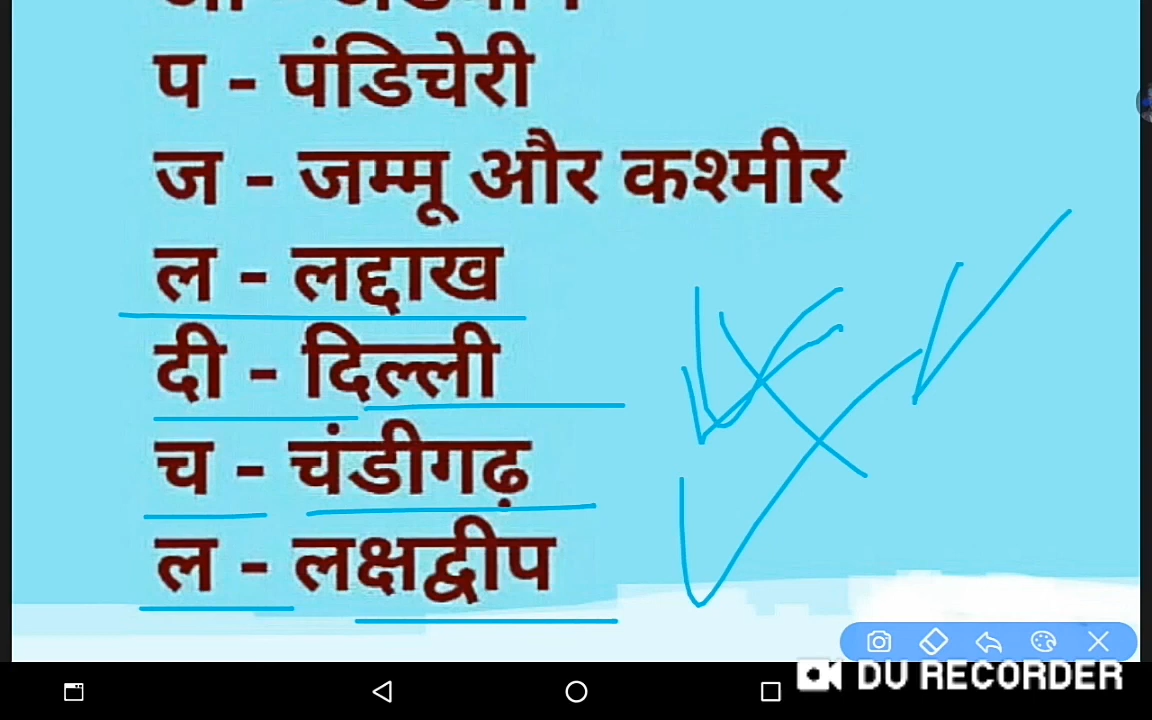 प - पंडिचेरी
ज - जम्मू और कश्मीर
ल - लद्दाख
दी - दिल्ली
च - चंडीगढ़
ल - लक्षद्वीप
DU RECORDER